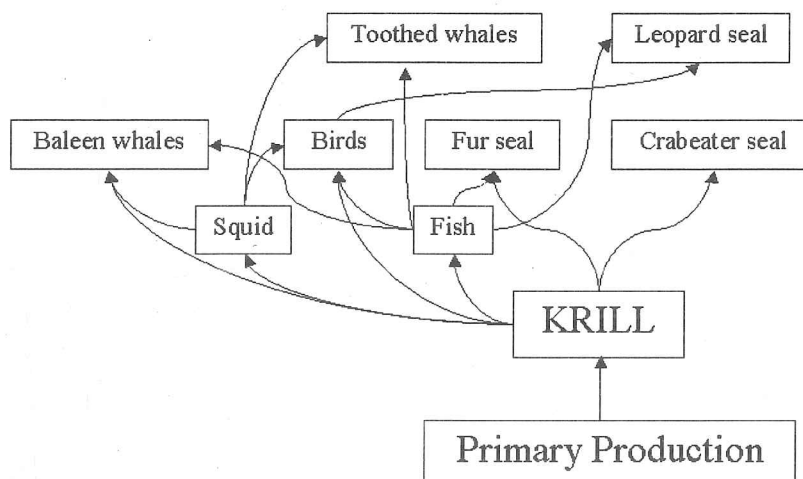 Toothed whales
Leopard seal
Baleen whales
Birds
Fur seal
Crabeater seal
Squid
Fish
KRILL
Primary Production